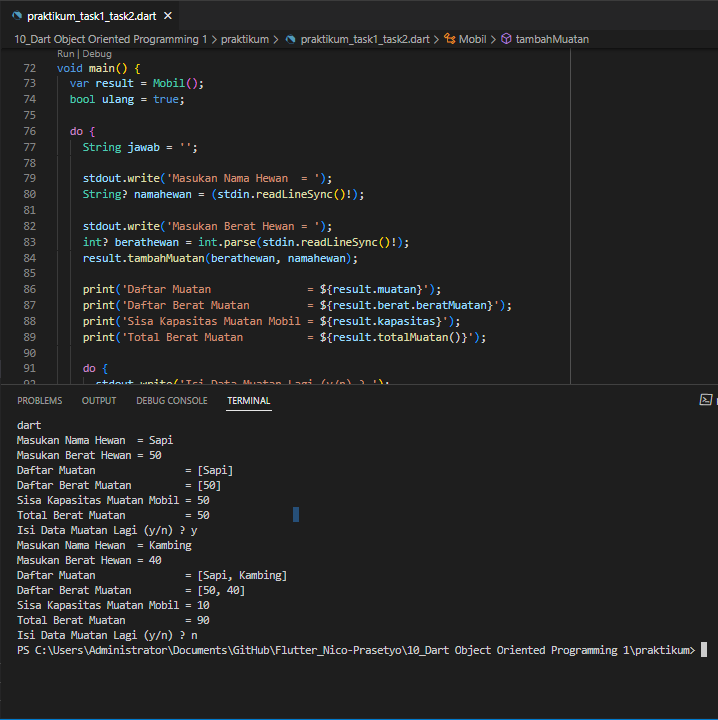 praktikum_task1_task2.dart ×
10_Dart Object Oriented Programming 1 > praktikum > praktikum_task1_task2.dart > Mobil > tambahMuatan
Run | Debug
72 void main() {
73 var result = Mobil();
74 bool ulang = true;
75
76 do {
77 String jawab = '';
78
79 stdout.write('Masukan Nama Hewan  = ');
80 String? namahewan = (stdin.readLineSync()!);
81
82 stdout.write('Masukan Berat Hewan = ');
83 int? berathewan = int.parse(stdin.readLineSync()!);
84 result.tambahMuatan(berathewan, namahewan);
85
86 print('Daftar Muatan               = ${result.muatan}');
87 print('Daftar Berat Muatan         = ${result.berat.beratMuatan}');
88 print('Sisa Kapasitas Muatan Mobil = ${result.kapasitas}');
89 print('Total Berat Muatan          = ${result.totalMuatan()}');
90
91 do {
92 stdout.write('Isi Data Muatan Lagi (y/n) ? ');
PROBLEMS OUTPUT DEBUG CONSOLE TERMINAL
dart
Masukan Nama Hewan  = Sapi
Masukan Berat Hewan = 50
Daftar Muatan               = [Sapi]
Daftar Berat Muatan         = [50]
Sisa Kapasitas Muatan Mobil = 50
Total Berat Muatan          = 50
Isi Data Muatan Lagi (y/n) ? y
Masukan Nama Hewan  = Kambing
Masukan Berat Hewan = 40
Daftar Muatan               = [Sapi, Kambing]
Daftar Berat Muatan         = [50, 40]
Sisa Kapasitas Muatan Mobil = 10
Total Berat Muatan          = 90
Isi Data Muatan Lagi (y/n) ? n
PS C:\Users\Administrator\Documents\GitHub\Flutter_Nico-Prasetyo\10_Dart Object Oriented Programming 1\praktikum>